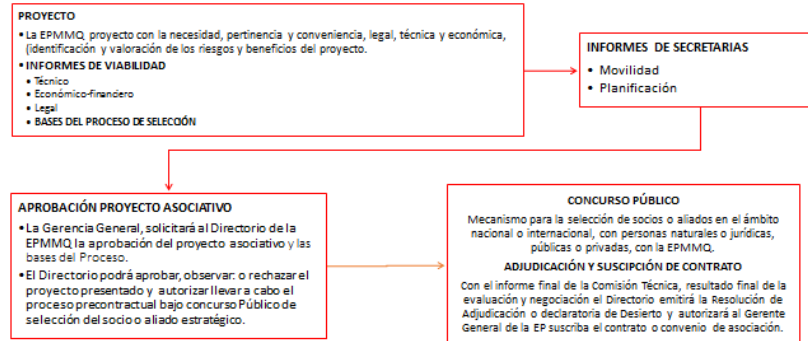 PROYECTO
•La EPMMQ proyecto con la necesidad, pertinencia y conveniencia, legal, técnica y económica,
(identificación y valoración de los riesgos y beneficios del proyecto.
•INFORMES DE VIABILIDAD
• Técnico
• Económico-financiero
• Legal
• BASES DEL PROCESO DE SELECCIÓN
INFORMES DE SECRETARIAS
• Movilidad
• Planificación
APROBACIÓN PROYECTO ASOCIATIVO
•La Gerencia General, solicitará al Directorio de la
EPMMQ la aprobación del proyecto asociativo y las
bases del Proceso.
•El Directorio podrá aprobar, observar: o rechazar el
proyecto presentado y autorizar llevar a cabo el
proceso precontractual bajo concurso Público de
selección del socio o aliado estratégico.
CONCURSO PÚBLICO
Mecanismo para la selección de socios o aliados en el ámbito
nacional o internacional, con personas naturales o jurídicas,
públicas o privadas, con la EPMMQ.
ADJUDICACIÓN Y SUSCIPCIÓN DE CONTRATO
Con el informe final de la Comisión Técnica, resultado final de la
evaluación y negociación el Directorio emitirá la Resolución de
Adjudicación o declaratoria de Desierto y autorizará al Gerente
General de la EP suscriba el contrato o convenio de asociación.